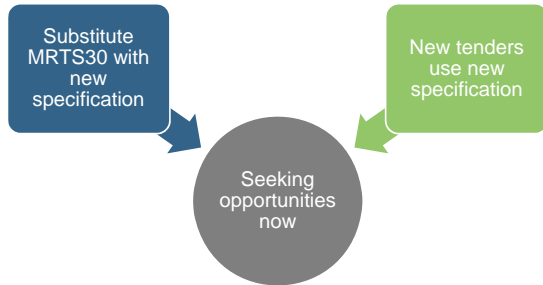 Substitute
MRTS30 with
new
specification
New tenders
use new
specification
Seeking
opportunities
now